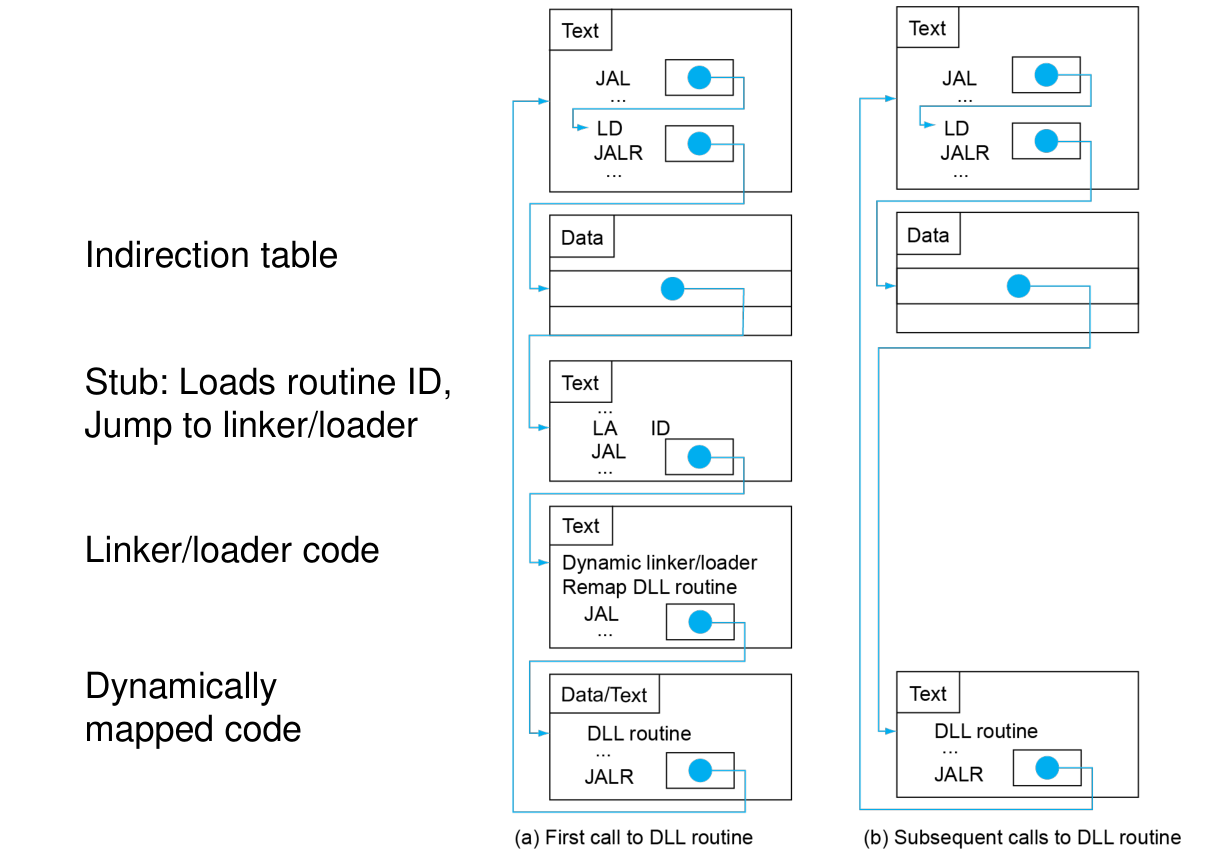 Indirection table
Stub: Loads routine ID,
Jump to linker/loader
Linker/loader code
Dynamically
mapped code
Text
JAL
...
LD
JALR
...
Data
Text
...
LA ID
JAL
...
Text
Dynamic linker/loader
Remap DLL routine
JAL
...
Data/Text
DLL routine
...
JALR
(a) First call to DLL routine
Text
JAL
...
LD
JALR
...
Data
Text
DLL routine
...
JALR
(b) Subsequent calls to DLL routine